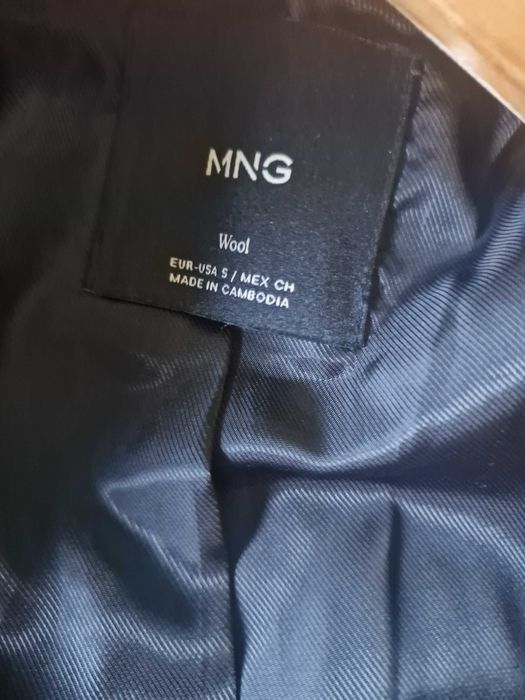 MNG
Wool
EUR-USA S / MEX CH
MADE IN CAMBODIA